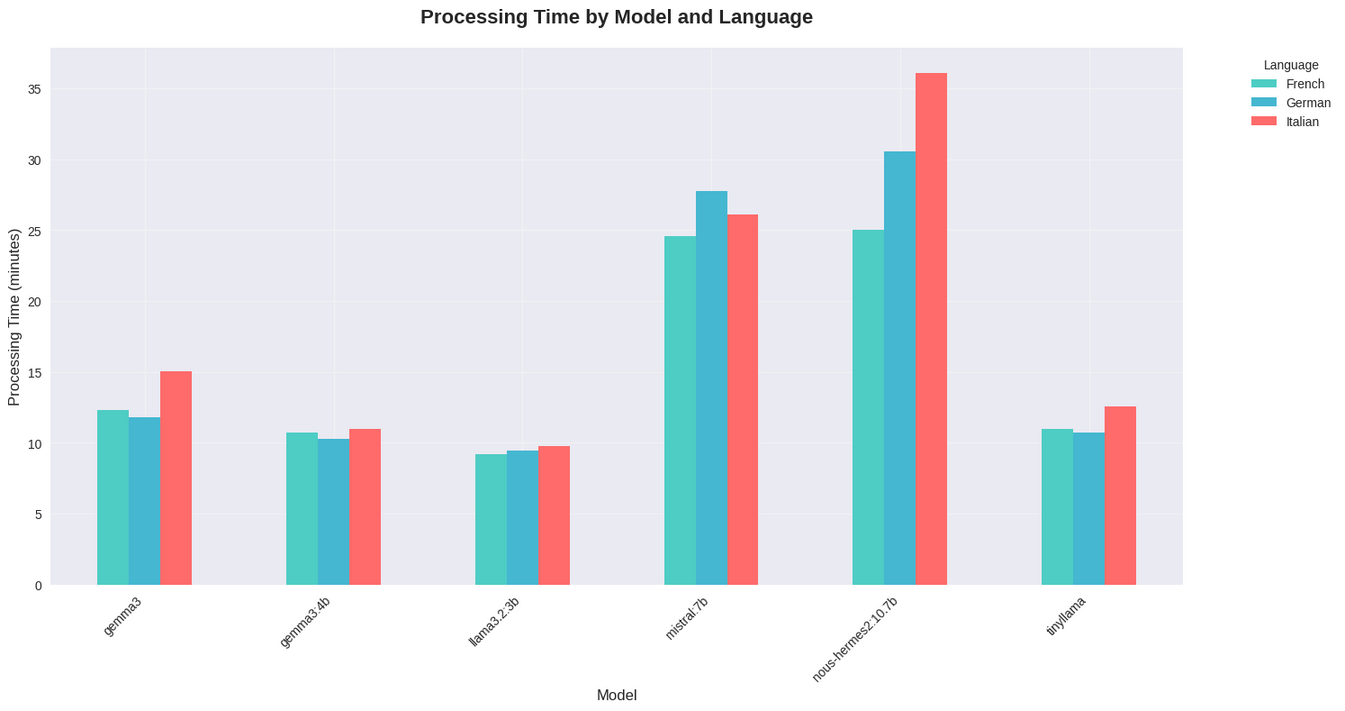 Processing Time by Model and Language
Language
French
German
Italian
Processing Time (minutes)
35
30
25
20
15
10
5
0
gemma3
gemma3:4b
llama3.2:3b
mistral:7b
nous-hermes2:10.7b
tinyllama
Model